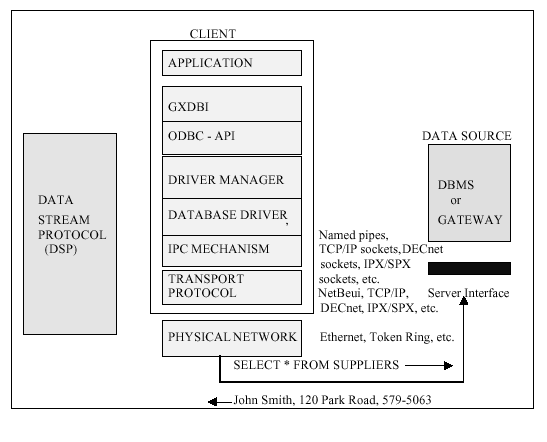 CLIENT
APPLICATION
GXDBI
ODBC - API
DRIVER MANAGER
DATABASE DRIVER,
IPC MECHANISM
TRANSPORT
PROTOCOL
PHYSICAL NETWORK
DATA
STREAM
PROTOCOL
(DSP)
DATA SOURCE
DBMS
or
GATEWAY
Named pipes,
TCP/IP sockets,DECnet
sockets, IPX/SPX
sockets, etc.
NetBeui, TCP/IP,
DECnet, IPX/SPX, etc.
Server Interface
Ethernet, Token Ring, etc.
SELECT * FROM SUPPLIERS
John Smith, 120 Park Road, 579-5063